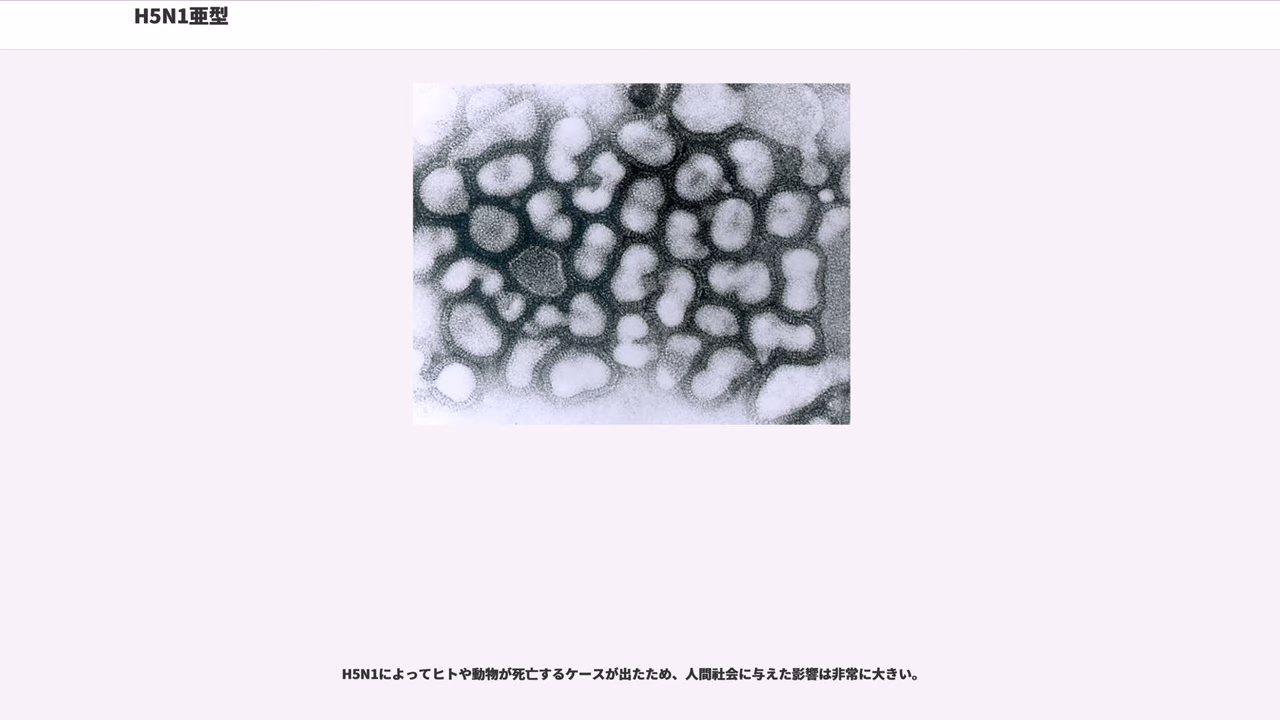 H5N1亜型
H5N1によってヒトや動物が死亡するケースが出たため、人間社会に与えた影響は非常に大きい。